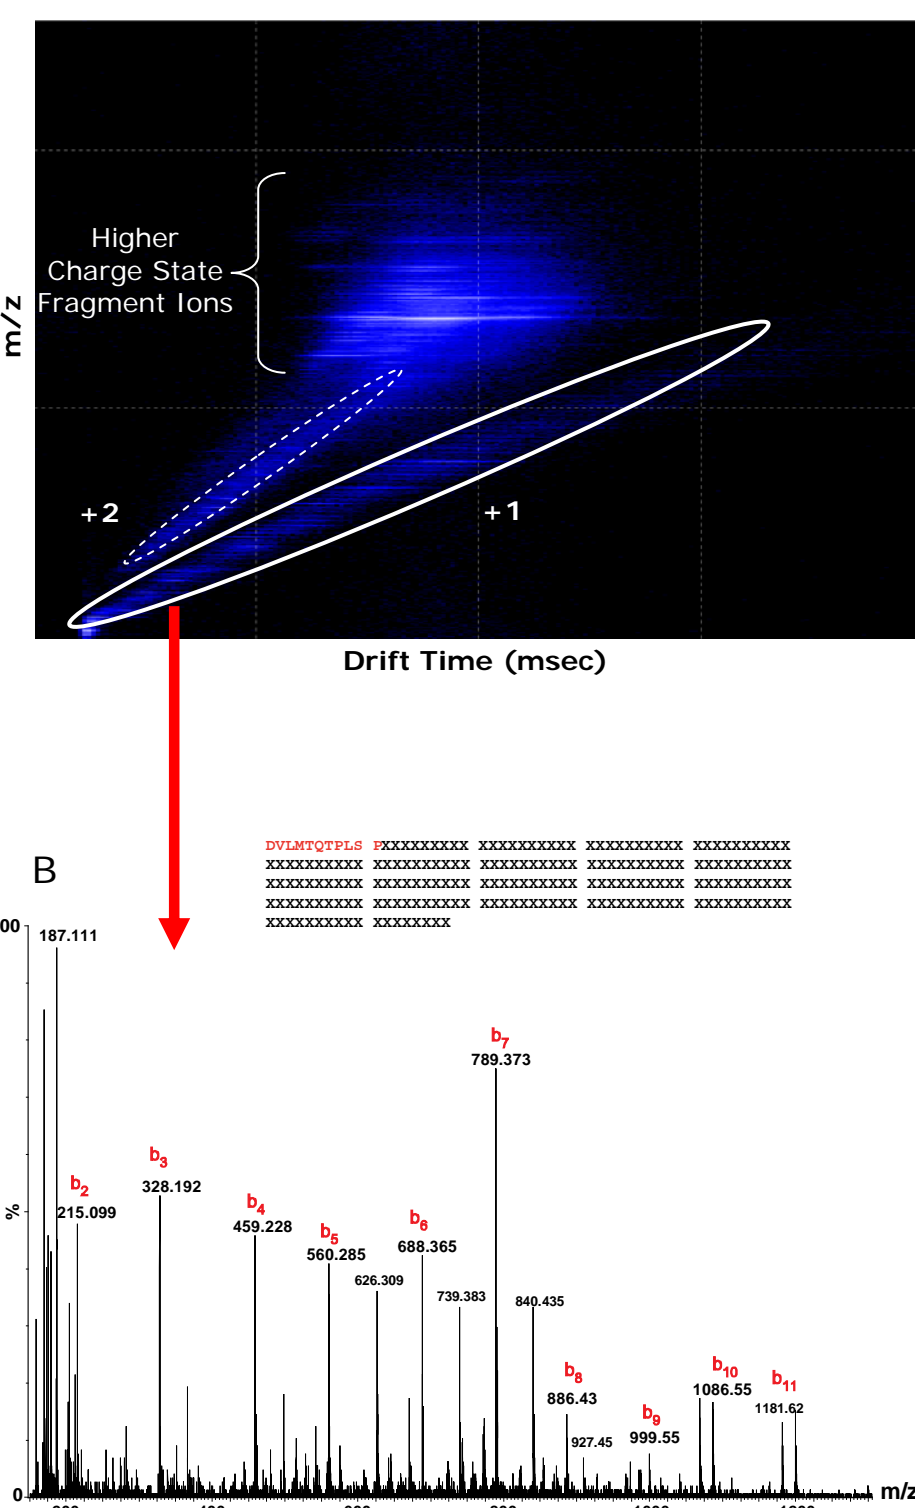 Higher
Charge State
Fragment Ions
m/z
+2
+1
Drift Time (msec)
B
DVLMTQTPLS PXXXXXXXXX XXXXXXXXXX XXXXXXXXXX XXXXXXXXXX
XXXXXXXXXX XXXXXXXXXX XXXXXXXXXX XXXXXXXXXX XXXXXXXXXX
XXXXXXXXXX XXXXXXXXXX XXXXXXXXXX XXXXXXXXXX XXXXXXXXXX
XXXXXXXXXX XXXXXXXXXX XXXXXXXXXX XXXXXXXXXX XXXXXXXXXX
XXXXXXXXXX XXXXXXXX
00
187.111
b7
789.373
b3
328.192
b2
215.099
b4
459.228
b5
560.285
b6
688.365
626.309
739.383
840.435
b8
886.43
927.45
b9
999.55
b10
1086.55
b11
1181.62
%
0
m/z